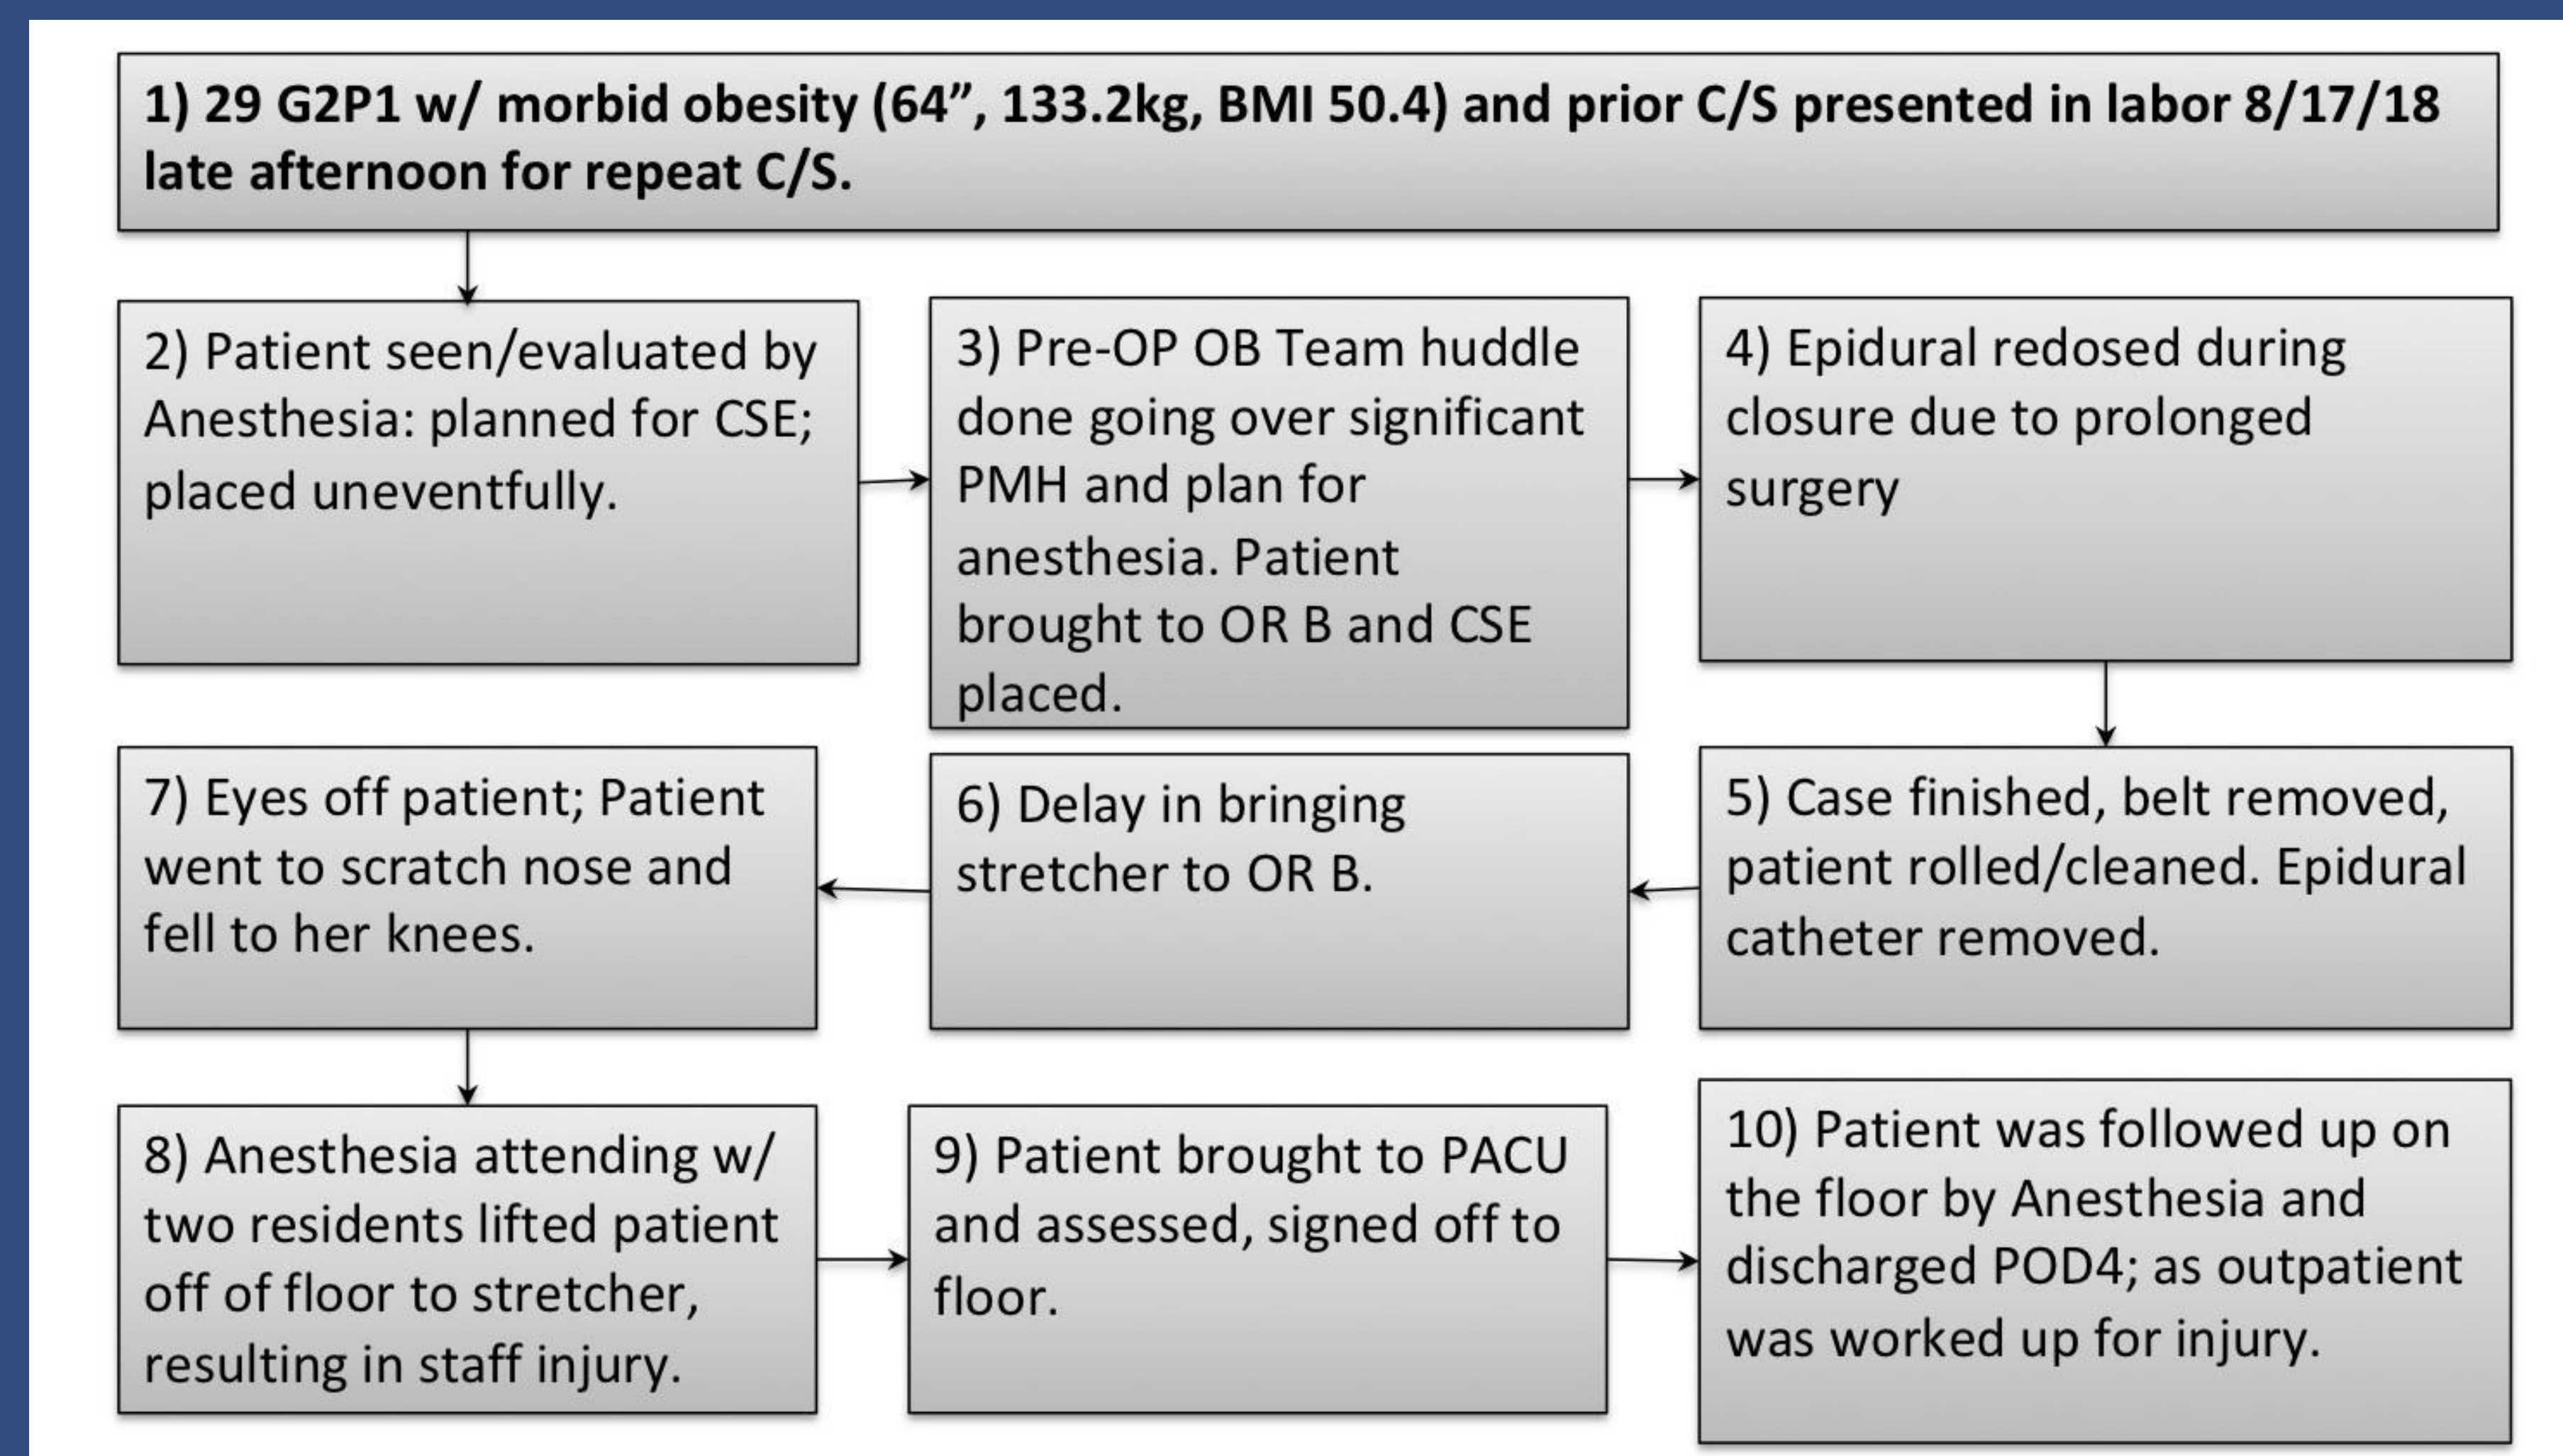 1) 29 G2P1 w/ morbid obesity (64”, 133.2kg, BMI 50.4) and prior C/S presented in labor 8/17/18
late afternoon for repeat C/S.
2) Patient seen/evaluated by
Anesthesia: planned for CSE;
placed uneventfully.
3) Pre-OP OB Team huddle
done going over significant
PMH and plan for
anesthesia. Patient
brought to OR B and CSE
placed.
4) Epidural redosed during
closure due to prolonged
surgery
5) Case finished, belt removed,
patient rolled/cleaned. Epidural
catheter removed.
6) Delay in bringing
stretcher to OR B.
7) Eyes off patient; Patient
went to scratch nose and
fell to her knees.
8) Anesthesia attending w/
two residents lifted patient
off of floor to stretcher,
resulting in staff injury.
9) Patient brought to PACU
and assessed, signed off to
floor.
10) Patient was followed up on
the floor by Anesthesia and
discharged POD4; as outpatient
was worked up for injury.